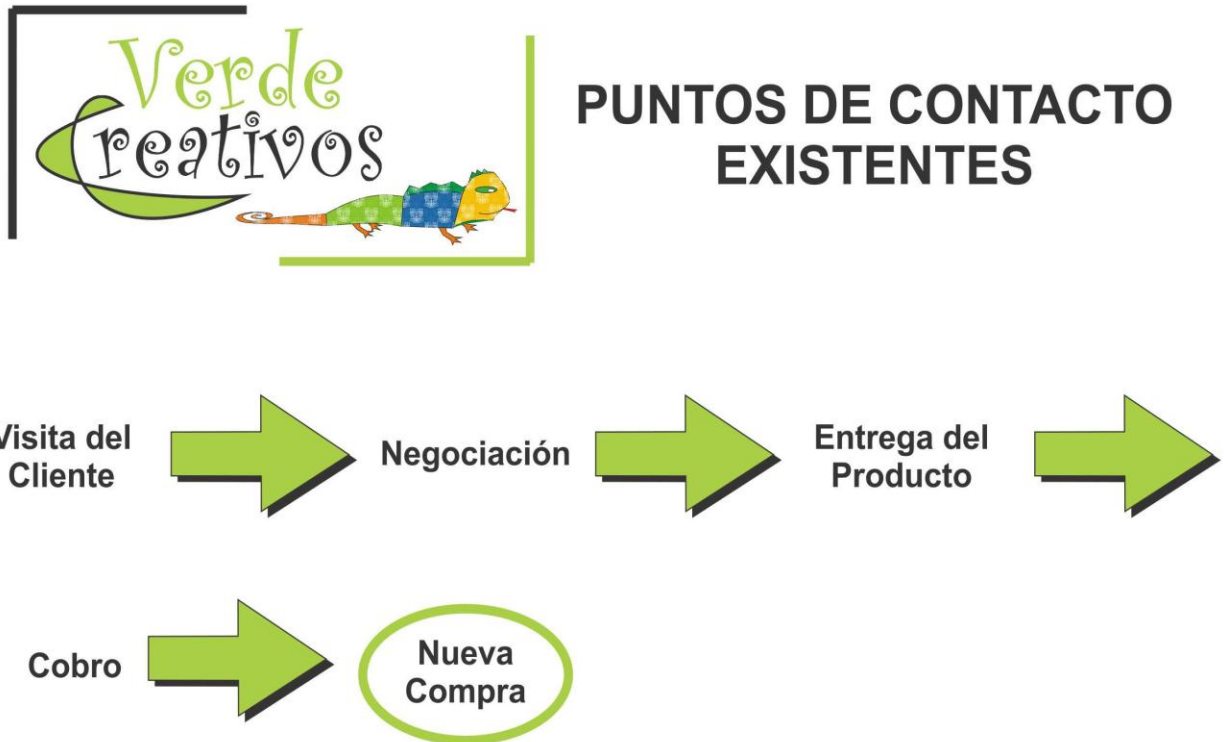 Verde
Creativos
PUNTOS DE CONTACTO
EXISTENTES
Visita del
Cliente
Negociación
Entrega del
Producto
Cobro
Nueva
Compra